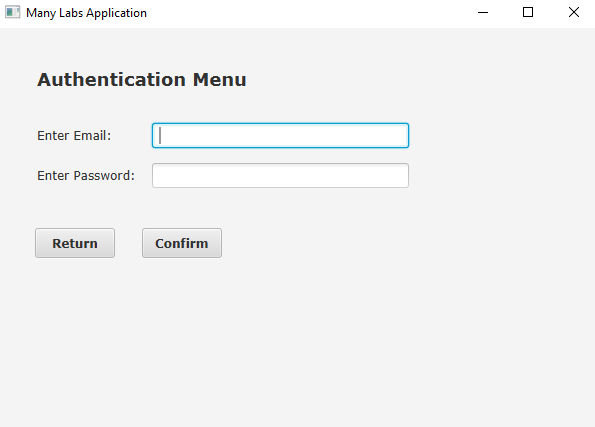 Many Labs Application
Authentication Menu
Enter Email:
Enter Password:
Return Confirm